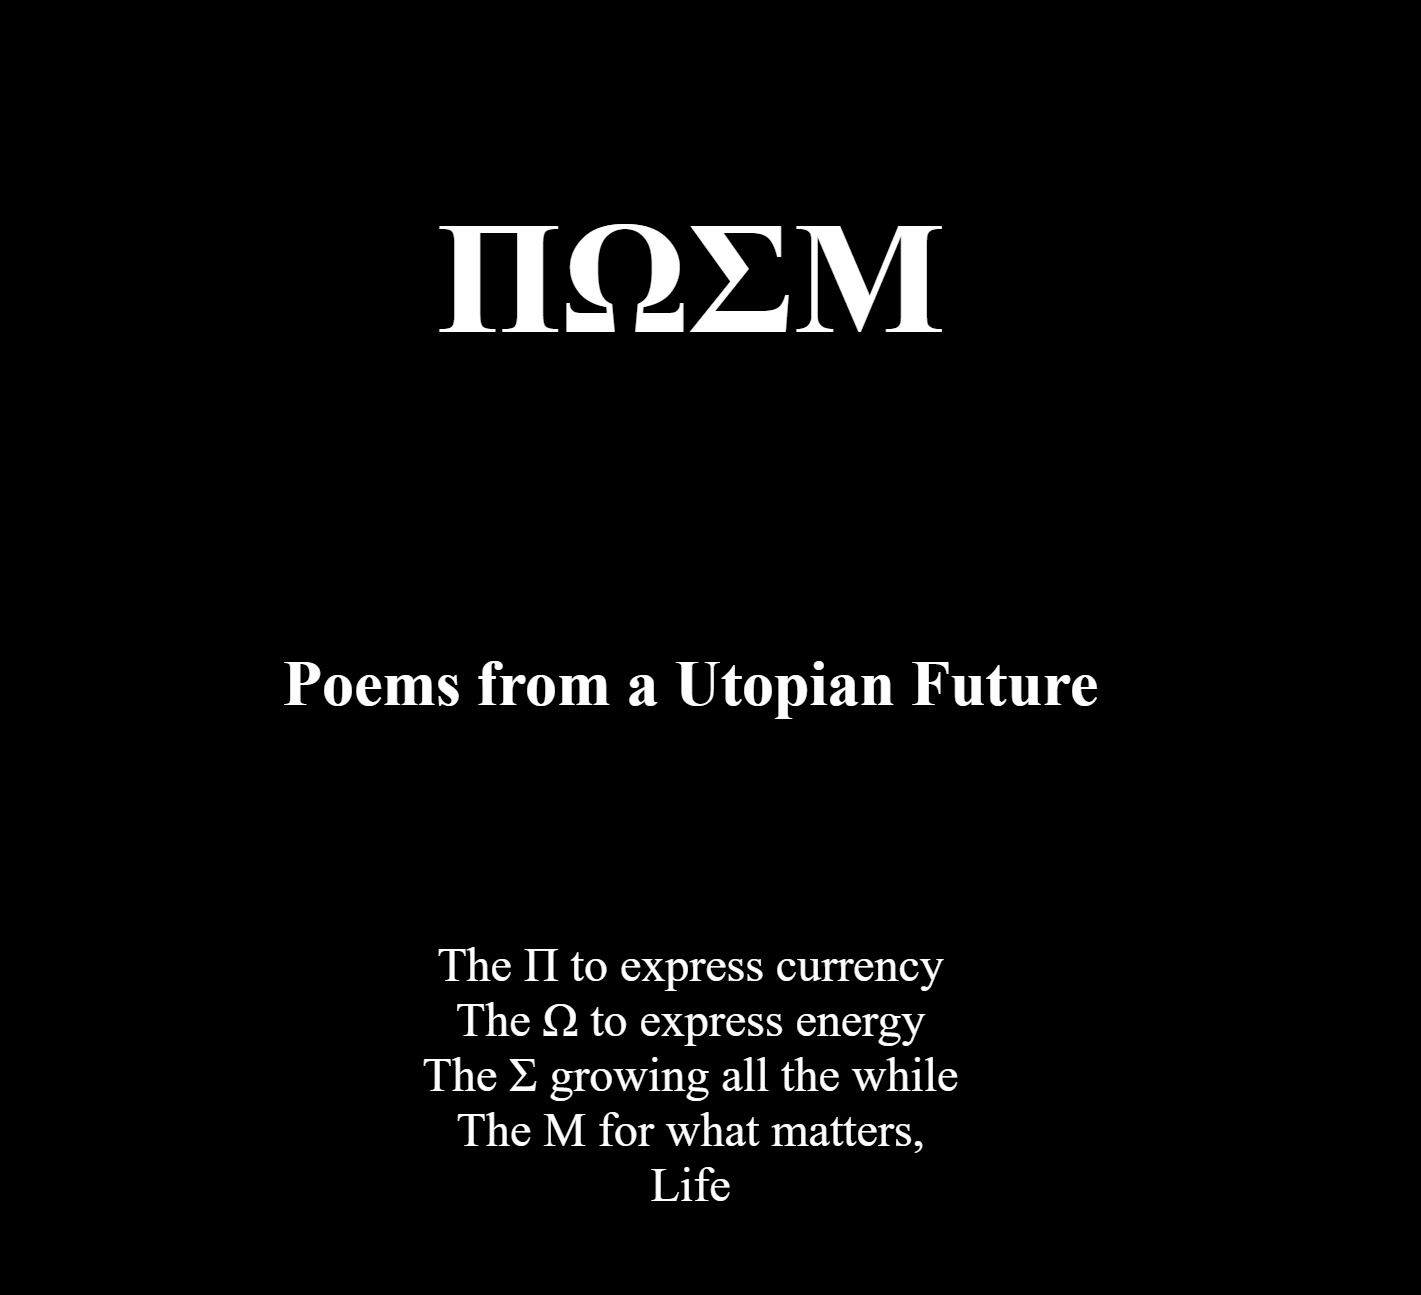 ΠΩΣΜ
Poems from a Utopian Future
The Π to express currency
The Ω to express energy
The Σ growing all the while
The M for what matters,
Life